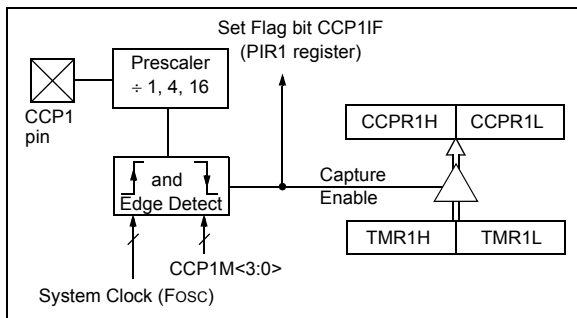 Set Flag bit CCP1IF
(PIR1 register)
Prescaler
÷ 1, 4, 16
CCP1
pin
CCPR1H CCPR1L
and
Edge Detect
Capture
Enable
TMR1H TMR1L
CCP1M<3:0>
System Clock (FOSC)